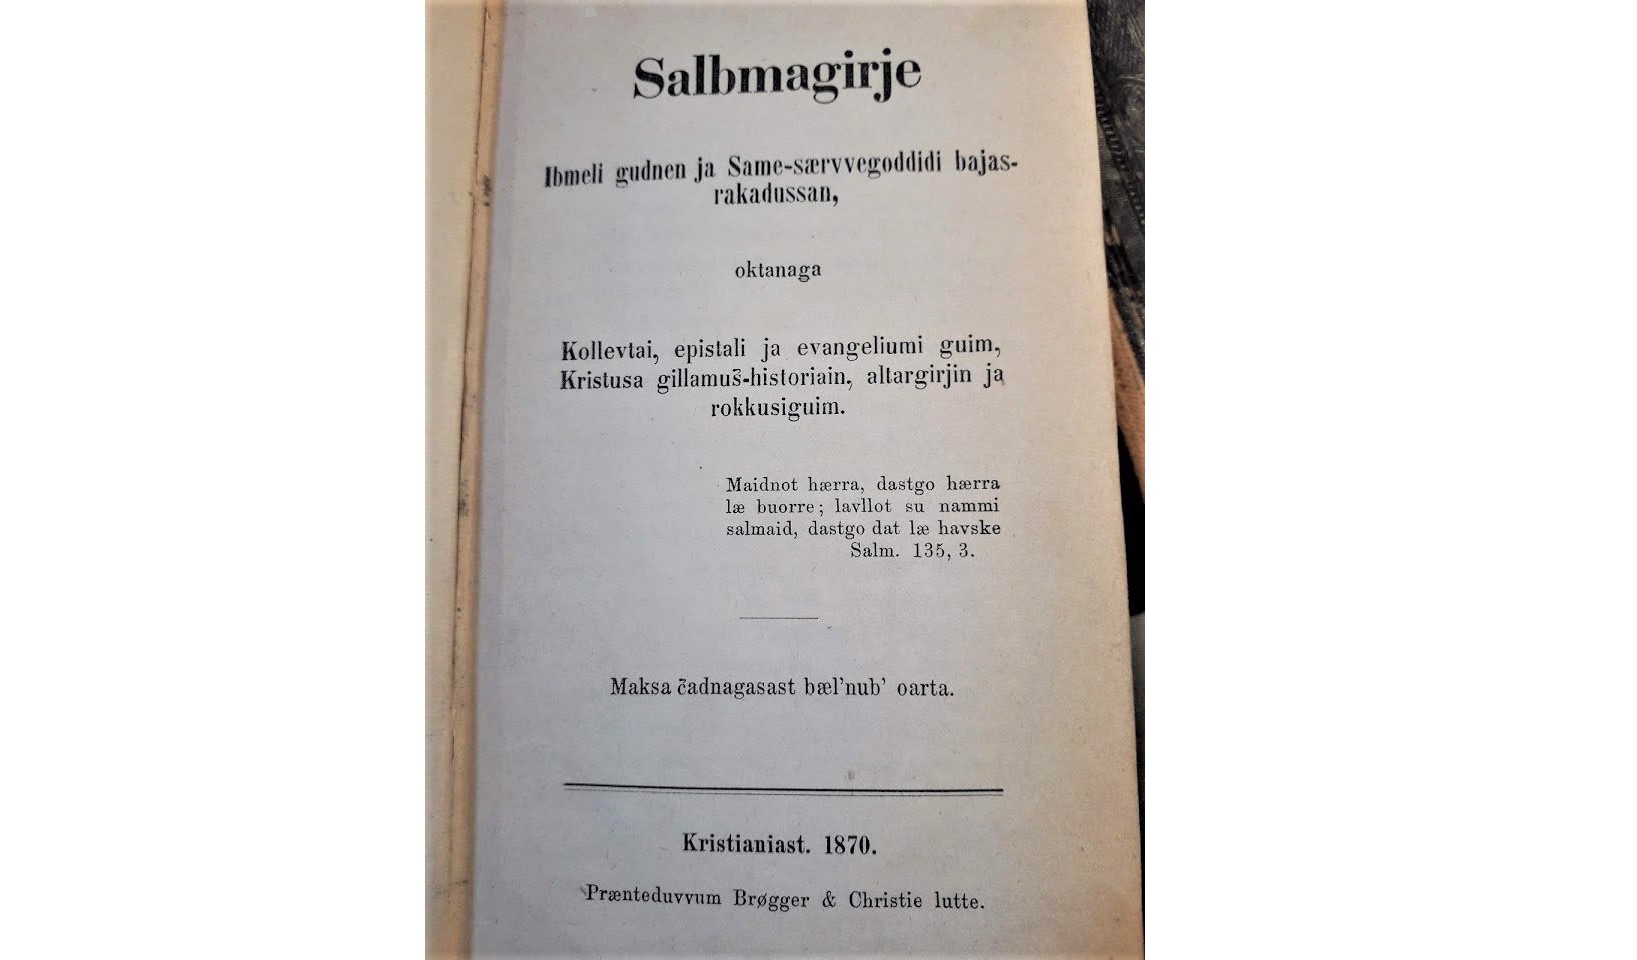 Salbmagirje
Ibmeli gudnen ja Same-særvvegoddidi bajas-
rakadussan,
oktanaga
Kollevtai, epistali ja evangeliumi guim,
Kristusa gillamuš-historiain, altargirjin ja
rokkusiguim.
Maidnot hærra, dastgo hærra
læ buorre; lavllot su nammi
salmaid, dastgo dat læ havske
Salm. 135, 3.
Maksa čadnagasast bæl'nub' oarta.
Kristianiast. 1870.
Prænteduvvum Brøgger & Christie lutte.